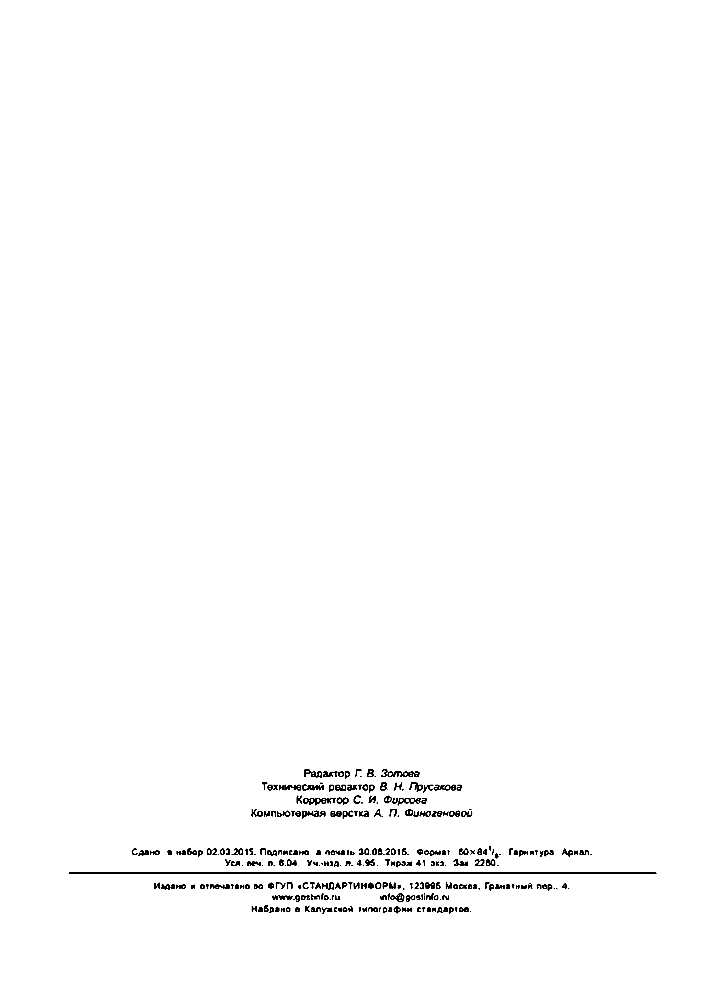 Редактор Г. В. Зотова
Технический редактор В. Н. Прусакова
Корректор С. И. Фирсова
Компьютерная верстка А. П. Финогеновой
Сдано в набор 02.03.2015. Подписано в печать 30.06.2015. Формат 60×84 1/8. Гарнитура Ариал.
Усл. печ. л. 6.04. Уч.-изд. л. 4.95. Тираж 41 экз. Зак 2260.
Издано и отпечатано во ФГУП «СТАНДАРТИНФОРМ», 123995 Москва, Гранатный пер., 4.
www.gostinfo.ru info@gostinfo.ru
Набрано в Калужской типографии стандартов.